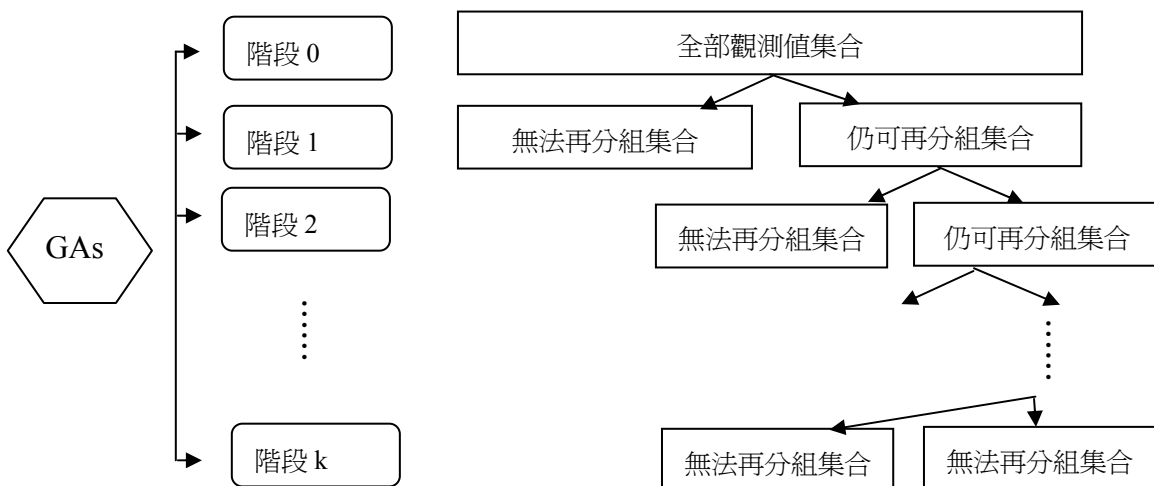 階段 0
全部觀測值集合
階段 1
無法再分組集合
仍可再分組集合
GAs
階段 2
無法再分組集合
仍可再分組集合
階段 k
無法再分組集合
無法再分組集合